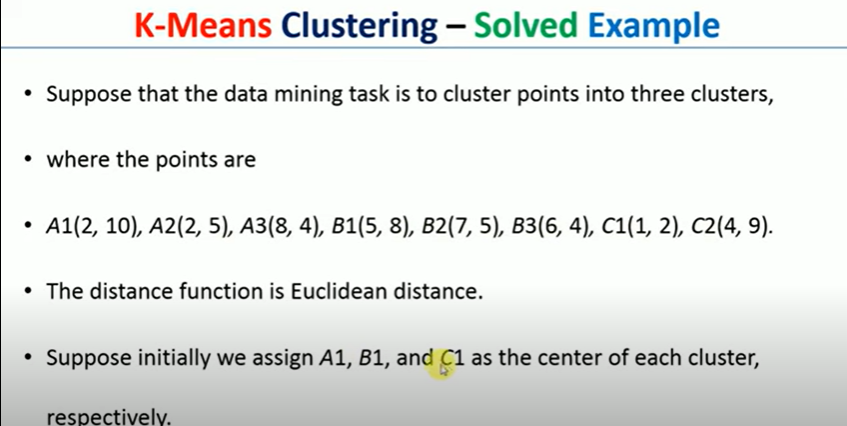 K-Means Clustering – Solved Example
• Suppose that the data mining task is to cluster points into three clusters,
• where the points are
• A1(2, 10), A2(2, 5), A3(8, 4), B1(5, 8), B2(7, 5), B3(6, 4), C1(1, 2), C2(4, 9).
• The distance function is Euclidean distance.
• Suppose initially we assign A1, B1, and C1 as the center of each cluster,
respectively.